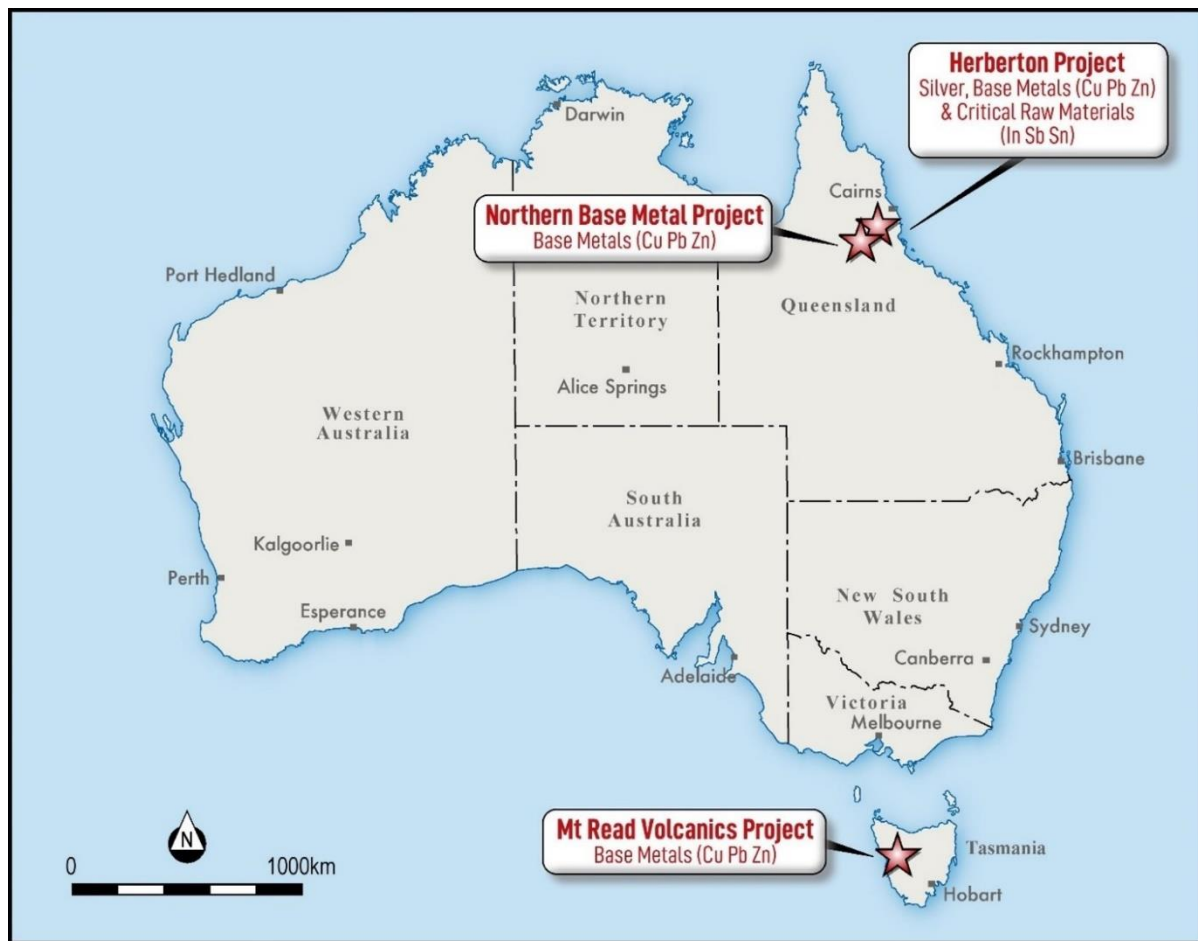 Herberton Project
Silver, Base Metals (Cu Pb Zn)
& Critical Raw Materials
(In Sb Sn)
Darwin
Cairns
Northern Base Metal Project
Base Metals (Cu Pb Zn)
Port Hedland
Northern
Territory
Queensland
Rockhampton
Alice Springs
Western
Australia
Brisbane
South
Australia
Kalgoorlie
Perth
Esperance
New South
Wales
Sydney
Canberra
Adelaide
Victoria
Melbourne
Mt Read Volcanics Project
Base Metals (Cu Pb Zn)
Tasmania
Hobart
N
0 1000km